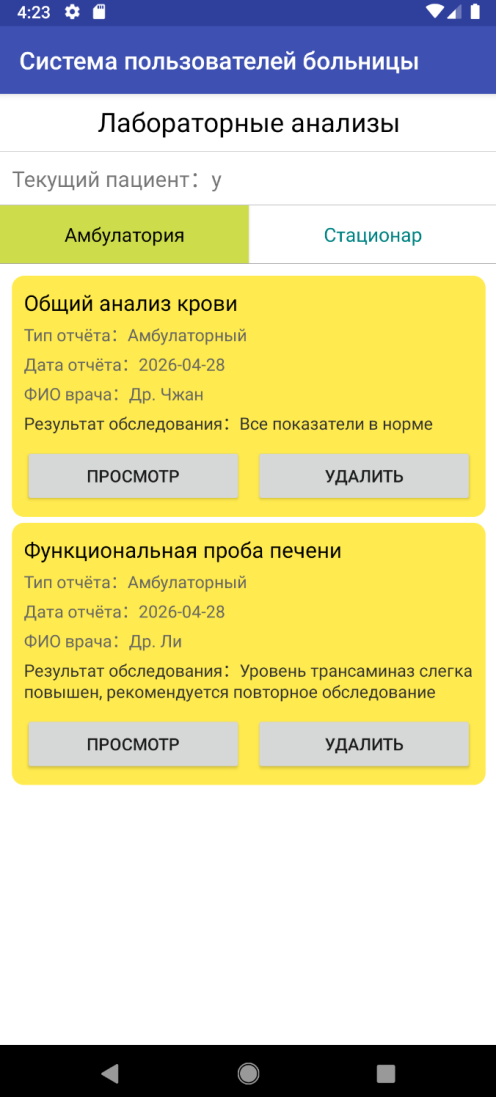 4:23
Система пользователей больницы
Лабораторные анализы
Текущий пациент：y
Амбулатория
Стационар
Общий анализ крови
Тип отчёта：Амбулаторный
Дата отчёта：2026-04-28
ФИО врача：Др. Чжан
Результат обследования：Все показатели в норме
ПРОСМОТР
УДАЛИТЬ
Функциональная проба печени
Тип отчёта：Амбулаторный
Дата отчёта：2026-04-28
ФИО врача：Др. Ли
Результат обследования：Уровень трансаминаз слегка
повышен, рекомендуется повторное обследование
ПРОСМОТР
УДАЛИТЬ